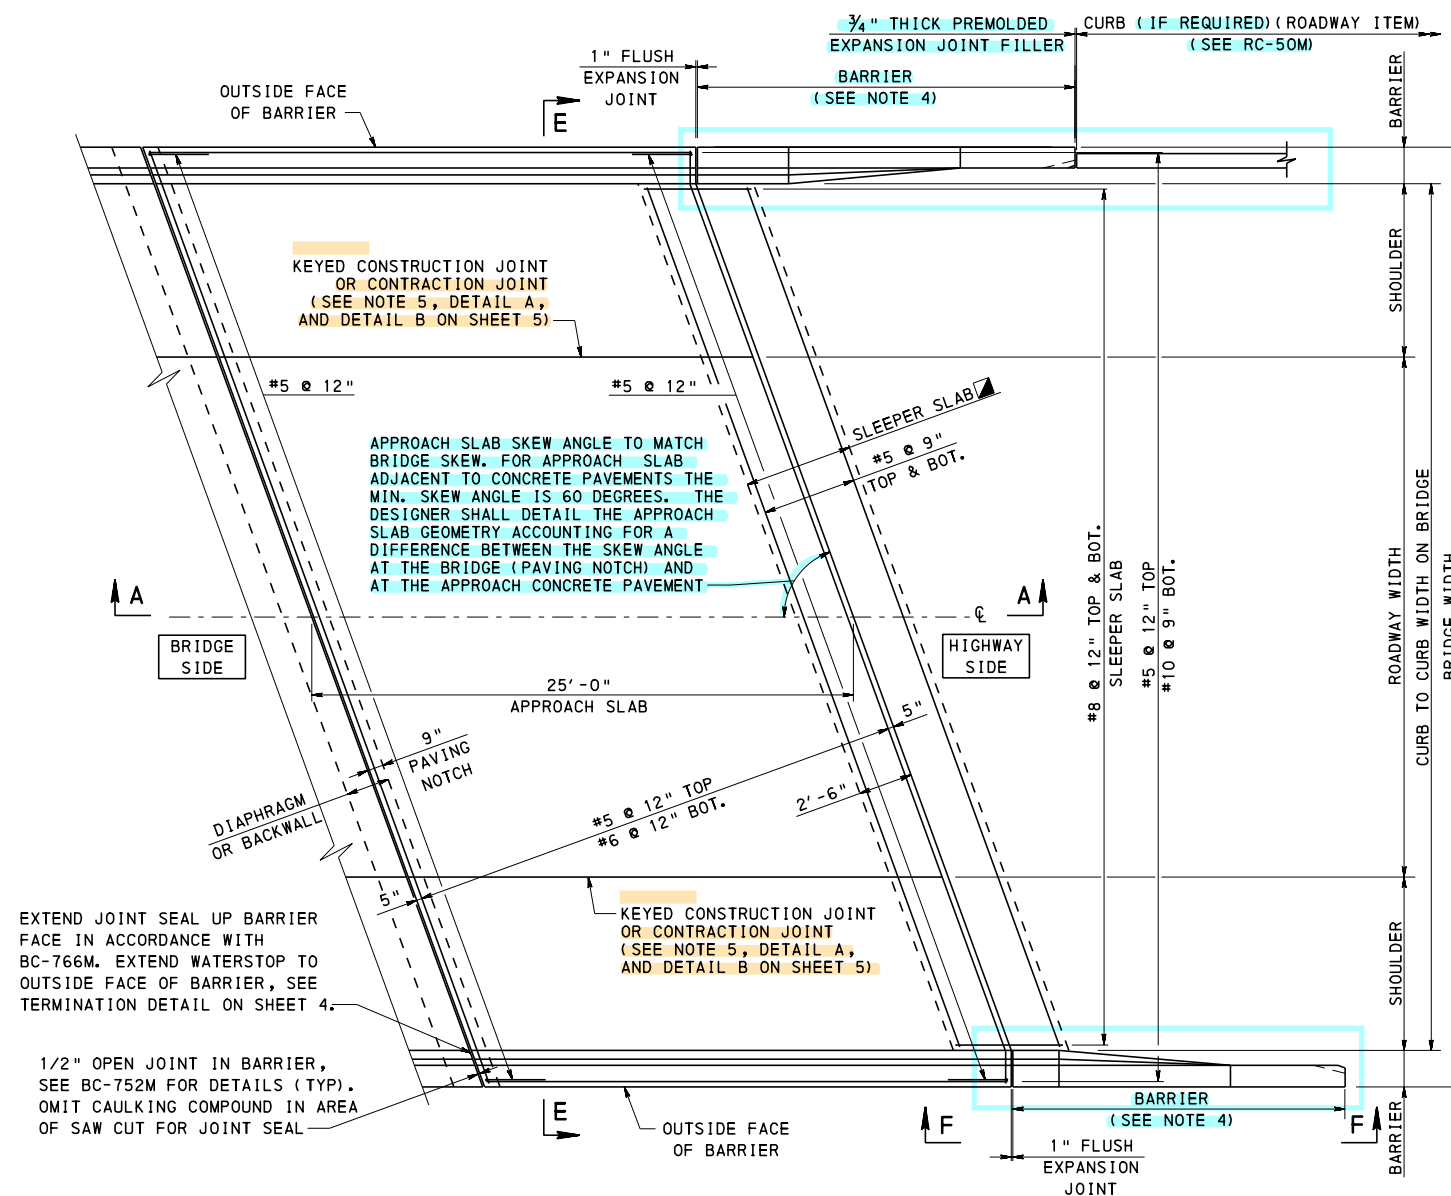 3/4" THICK PREMOLDED
EXPANSION JOINT FILLER
CURB (IF REQUIRED)(ROADWAY ITEM)
(SEE RC-50M)
1" FLUSH
EXPANSION
JOINT
BARRIER
(SEE NOTE 4)
BARRIER
OUTSIDE FACE
OF BARRIER
E
KEYED CONSTRUCTION JOINT
OR CONTRACTION JOINT
(SEE NOTE 5, DETAIL A,
AND DETAIL B ON SHEET 5)
SHOULDER
#5 @ 12"
#5 @ 12"
SLEEPER SLAB
#5 @ 9"
TOP & BOT.
APPROACH SLAB SKEW ANGLE TO MATCH
BRIDGE SKEW. FOR APPROACH SLAB
ADJACENT TO CONCRETE PAVEMENTS THE
MIN. SKEW ANGLE IS 60 DEGREES. THE
DESIGNER SHALL DETAIL THE APPROACH
SLAB GEOMETRY ACCOUNTING FOR A
DIFFERENCE BETWEEN THE SKEW ANGLE
AT THE BRIDGE (PAVING NOTCH) AND
AT THE APPROACH CONCRETE PAVEMENT
A
A
℄
BRIDGE
SIDE
HIGHWAY
SIDE
#8 @ 12" TOP & BOT.
SLEEPER SLAB
#5 @ 12" TOP
#10 @ 9" BOT.
ROADWAY WIDTH
CURB TO CURB WIDTH ON BRIDGE
BRIDGE WIDTH
25'-0"
APPROACH SLAB
9"
PAVING
NOTCH
5"
DIAPHRAGM
OR BACKWALL
#5 @ 12" TOP
#6 @ 12" BOT.
2'-6"
5"
KEYED CONSTRUCTION JOINT
OR CONTRACTION JOINT
(SEE NOTE 5, DETAIL A,
AND DETAIL B ON SHEET 5)
EXTEND JOINT SEAL UP BARRIER
FACE IN ACCORDANCE WITH
BC-766M. EXTEND WATERSTOP TO
OUTSIDE FACE OF BARRIER, SEE
TERMINATION DETAIL ON SHEET 4.
SHOULDER
1/2" OPEN JOINT IN BARRIER,
SEE BC-752M FOR DETAILS (TYP).
OMIT CAULKING COMPOUND IN AREA
OF SAW CUT FOR JOINT SEAL
E
OUTSIDE FACE
OF BARRIER
F
BARRIER
(SEE NOTE 4)
F
BARRIER
1" FLUSH
EXPANSION
JOINT